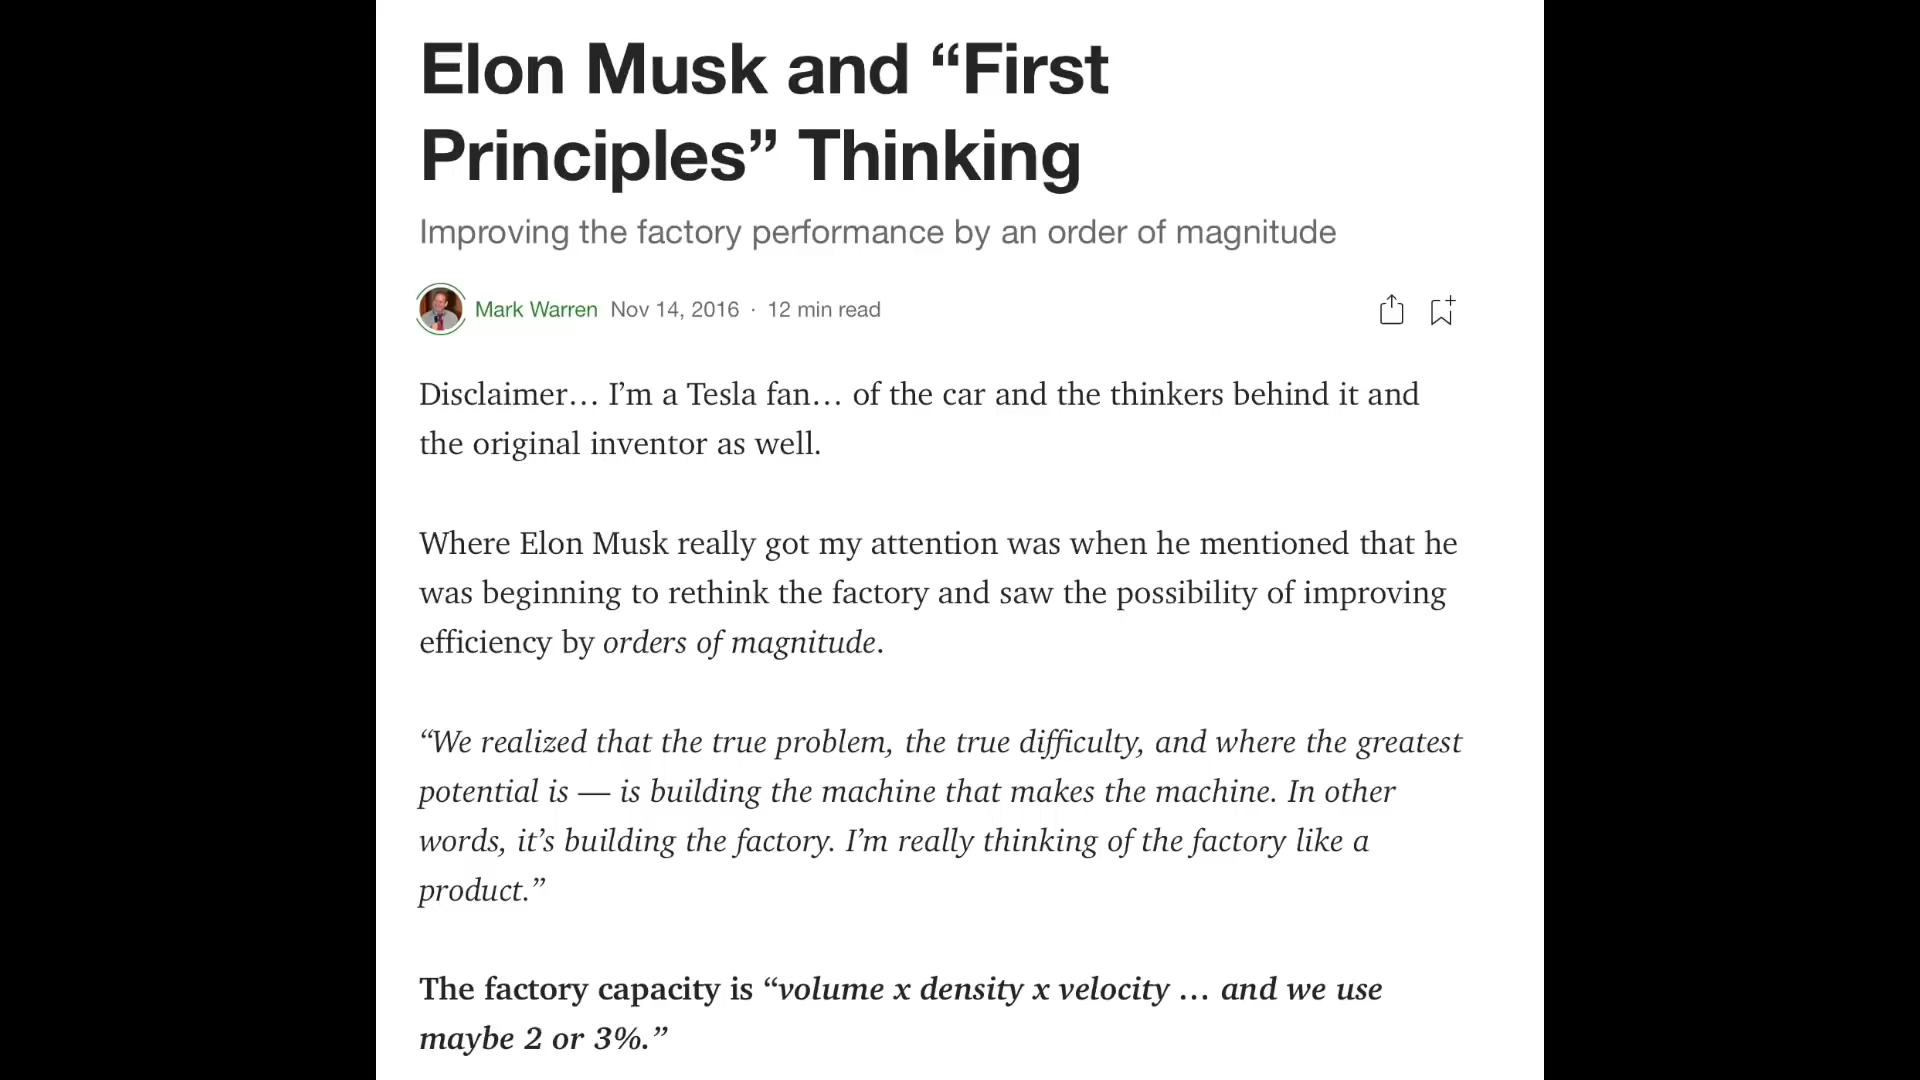 Elon Musk and “First
Principles” Thinking
Improving the factory performance by an order of magnitude
Mark Warren Nov 14, 2016 · 12 min read
Disclaimer… I’m a Tesla fan… of the car and the thinkers behind it and
the original inventor as well.
Where Elon Musk really got my attention was when he mentioned that he
was beginning to rethink the factory and saw the possibility of improving
efficiency by orders of magnitude.
“We realized that the true problem, the true difficulty, and where the greatest
potential is — is building the machine that makes the machine. In other
words, it’s building the factory. I’m really thinking of the factory like a
product.”
The factory capacity is “volume x density x velocity … and we use
maybe 2 or 3%.”